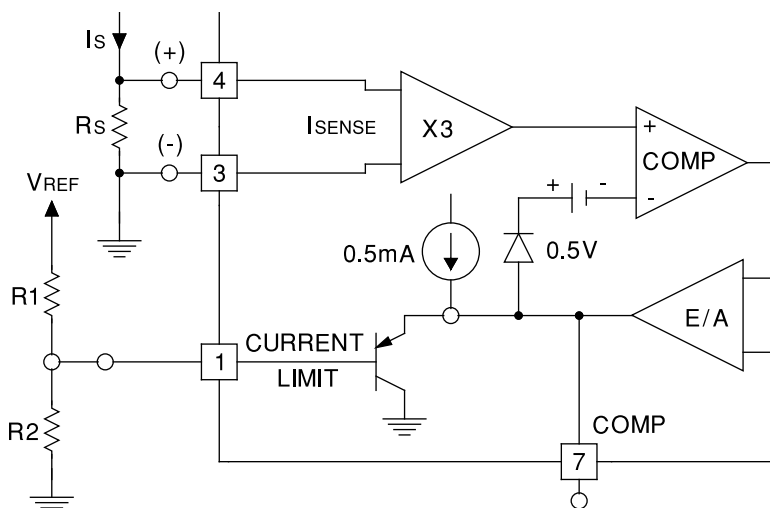 IS
(+)
4
RS
ISENSE
X3
+
COMP
-
(-)
3
VREF
+
-
0.5mA
0.5V
R1
E/A
1
CURRENT
LIMIT
R2
COMP
7